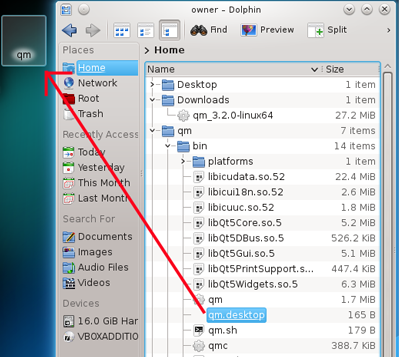 owner - Dolphin
qm
Find
Preview
Split
Places
Home
Network
Root
Trash
Recently Access
Today
Yesterday
This Month
Last Month
Search For
Documents
Images
Audio Files
Videos
Devices
16.0 GiB Har
VBOXADDITIO
Home
Name Size
Desktop 1 item
Downloads 1 item
qm_3.2.0-linux64 27.2 MiB
qm 7 items
bin 14 items
platforms 1 item
libicudata.so.52 22.4 MiB
libicui18n.so.52 2.6 MiB
libicuuc.so.52 1.8 MiB
libQt5Core.so.5 5.2 MiB
libQt5DBus.so.5 526.2 KiB
libQt5Gui.so.5 5.1 MiB
libQt5PrintSupport.s... 447.4 KiB
libQt5Widgets.so.5 6.3 MiB
qm 1.7 MiB
qm.desktop 165 B
qm.sh 179 B
qmc 388.7 KiB